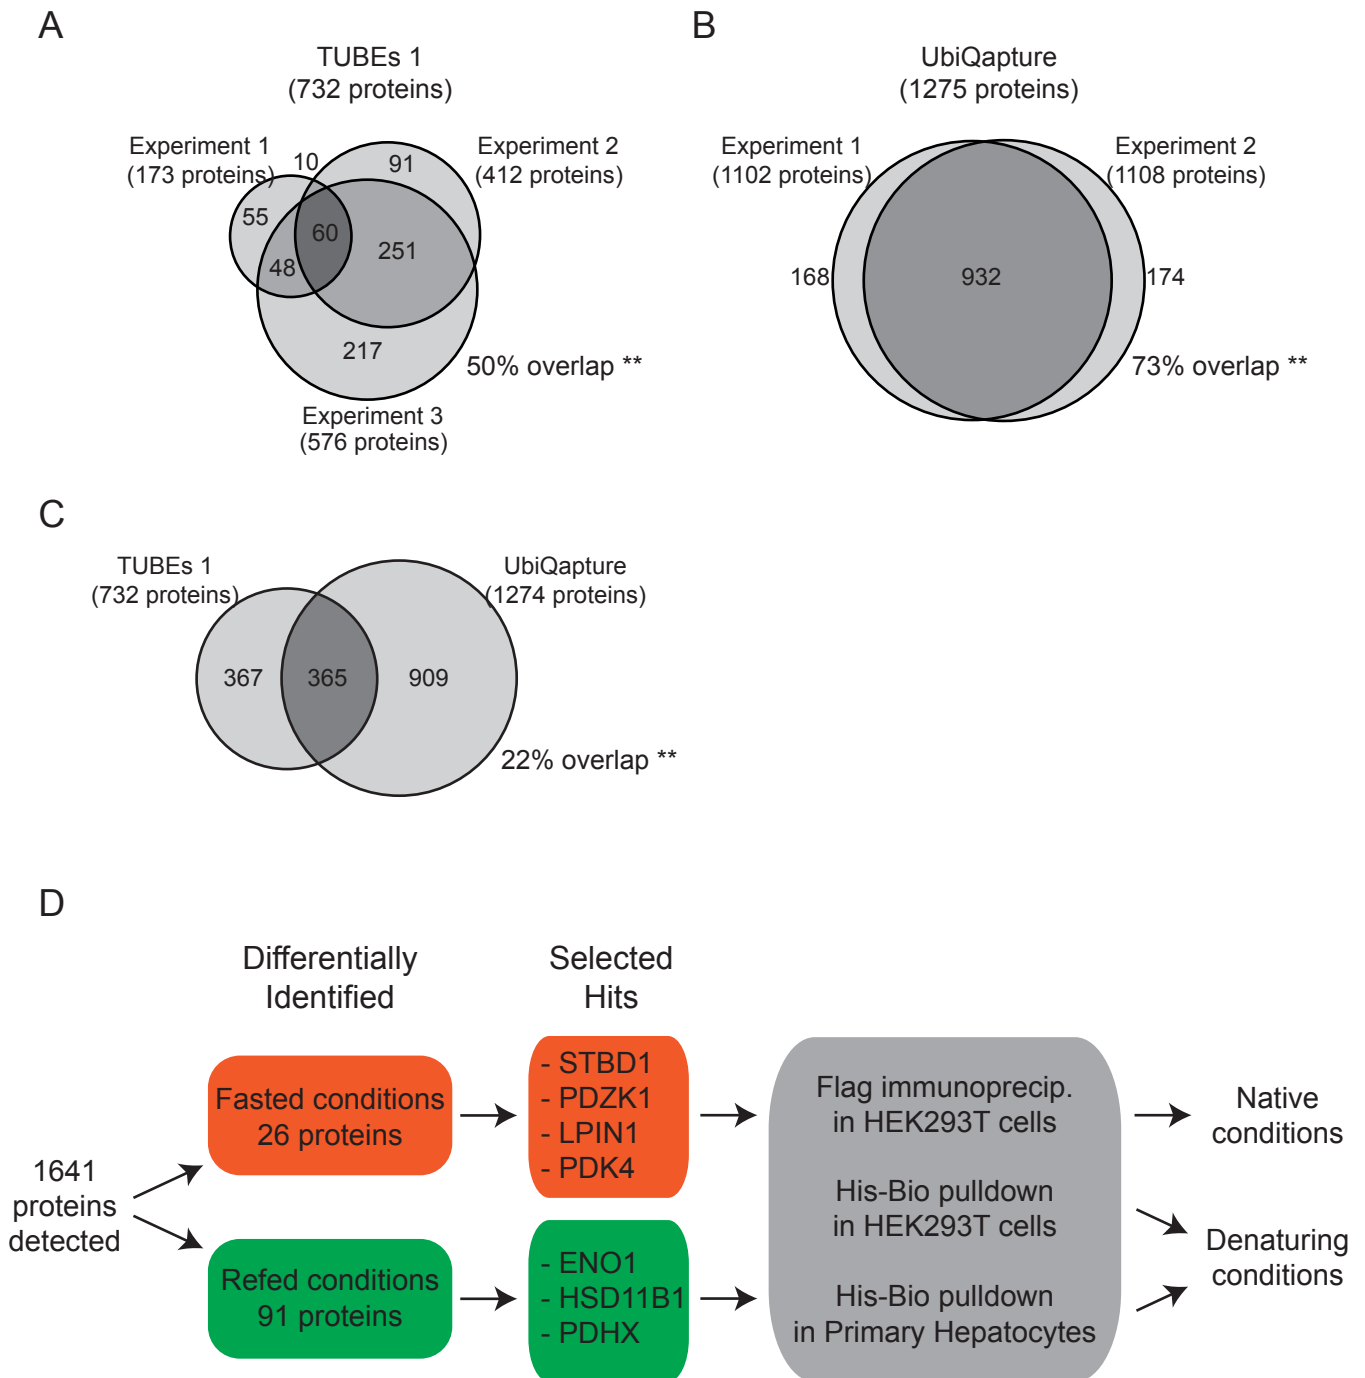 A
TUBEs 1
(732 proteins)
Experiment 1
(173 proteins)
10
91
Experiment 2
(412 proteins)
55
60
48
251
217
50% overlap **
Experiment 3
(576 proteins)
B
UbiQapture
(1275 proteins)
Experiment 1
(1102 proteins)
Experiment 2
(1108 proteins)
168
932
174
73% overlap **
C
TUBEs 1
(732 proteins)
UbiQapture
(1274 proteins)
367
365
909
22% overlap **
D
Differentially
Identified
Selected
Hits
1641
proteins
detected
Fasted conditions
26 proteins
- STBD1
- PDZK1
- LPIN1
- PDK4
Refed conditions
91 proteins
- ENO1
- HSD11B1
- PDHX
Flag immunoprecip.
in HEK293T cells
His-Bio pulldown
in HEK293T cells
His-Bio pulldown
in Primary Hepatocytes
Native
conditions
Denaturing
conditions